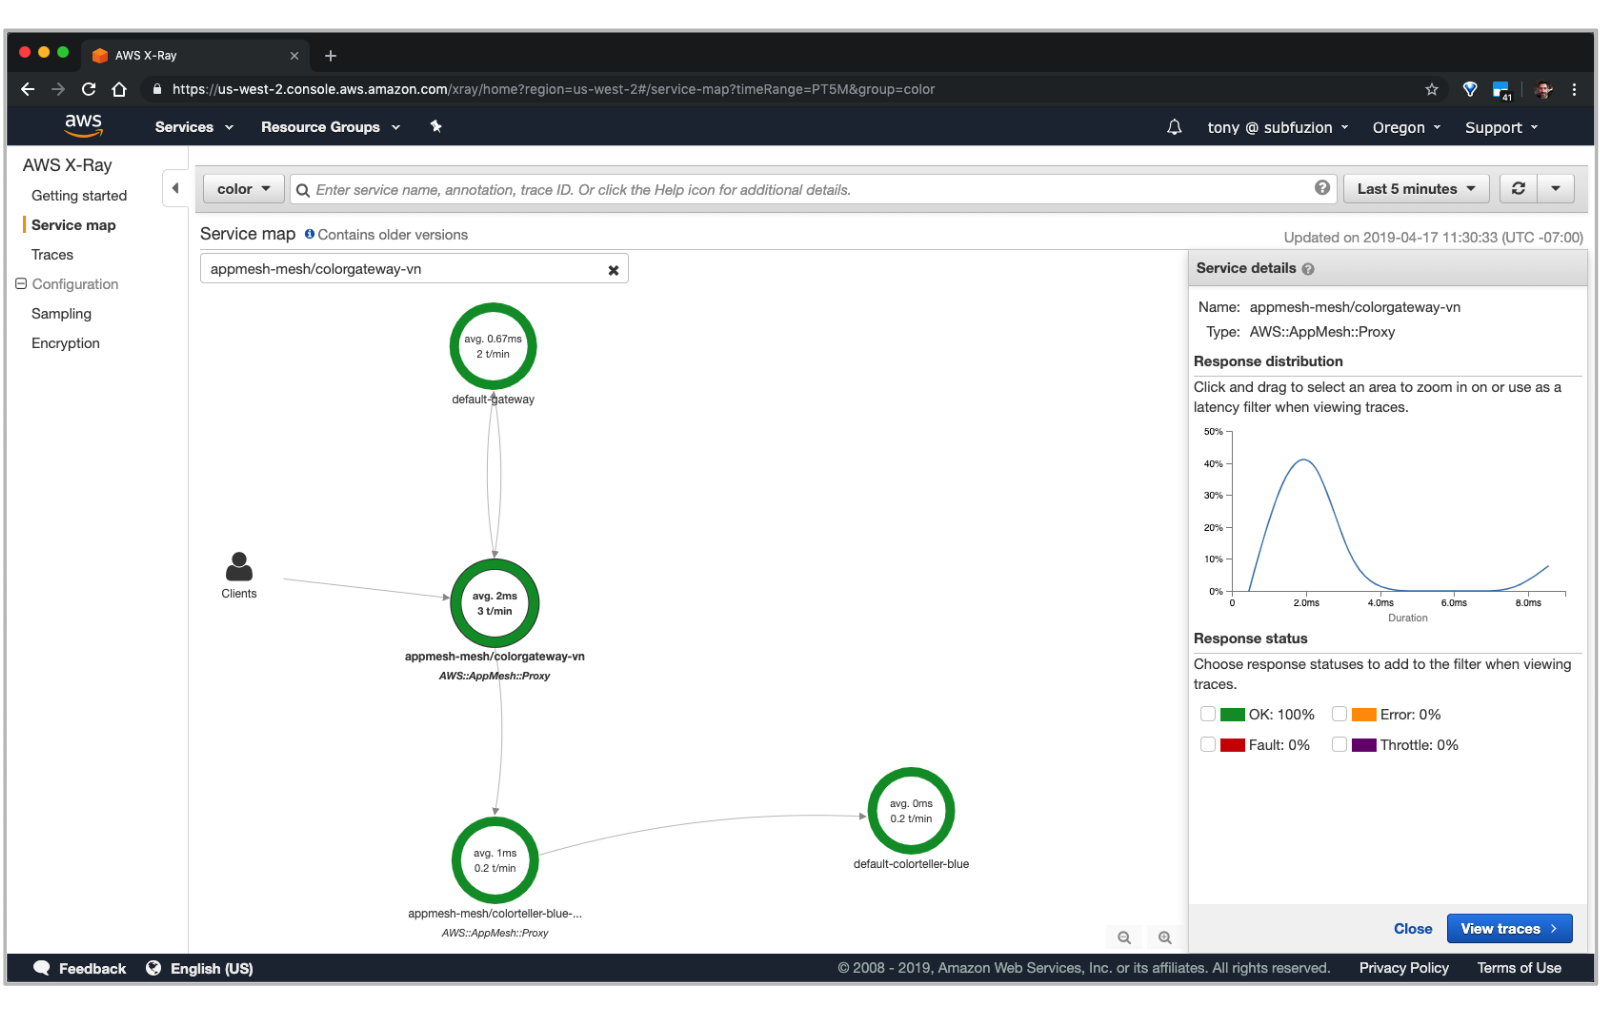 AWS X-Ray
https://us-west-2.console.aws.amazon.com/xray/home?region=us-west-2#/service-map?timeRange=PT5M&group=color
41
aws
Services
Resource Groups
tony @ subfuzion
Oregon
Support
AWS X-Ray
Getting started
Service map
Traces
Configuration
Sampling
Encryption
color
Enter service name, annotation, trace ID. Or click the Help icon for additional details.
Last 5 minutes
Service map
Contains older versions
Updated on 2019-04-17 11:30:33 (UTC -07:00)
appmesh-mesh/colorgateway-vn
avg. 0.67ms
2 t/min
default-gateway
Clients
avg. 2ms
3 t/min
appmesh-mesh/colorgateway-vn
AWS::AppMesh::Proxy
avg. 0ms
0.2 t/min
default-colorteller-blue
avg. 1ms
0.2 t/min
appmesh-mesh/colorteller-blue-...
AWS::AppMesh::Proxy
Service details
Name: appmesh-mesh/colorgateway-vn
Type: AWS::AppMesh::Proxy
Response distribution
Click and drag to select an area to zoom in on or use as a
latency filter when viewing traces.
50%
40%
30%
20%
10%
0%
0 2.0ms 4.0ms 6.0ms 8.0ms
Duration
Response status
Choose response statuses to add to the filter when viewing
traces.
OK: 100% Error: 0%
Fault: 0% Throttle: 0%
Close
View traces
Feedback
English (US)
© 2008 - 2019, Amazon Web Services, Inc. or its affiliates. All rights reserved.
Privacy Policy
Terms of Use